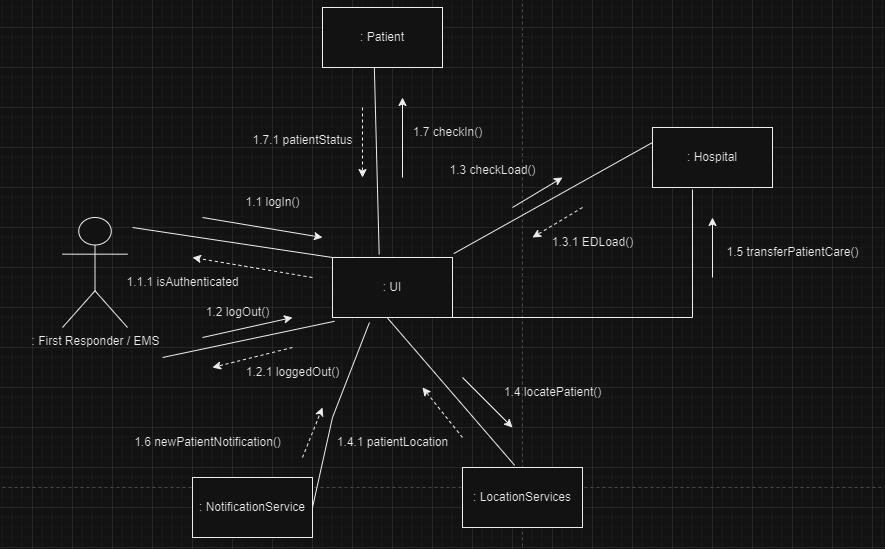 : Patient
1.7 checkIn()
1.7.1 patientStatus
: Hospital
1.3 checkLoad()
1.1 logIn()
1.3.1 EDLoad()
1.5 transferPatientCare()
1.1.1 isAuthenticated
: UI
1.2 logOut()
: First Responder / EMS
1.2.1 loggedOut()
1.4 locatePatient()
1.6 newPatientNotification()
1.4.1 patientLocation
: NotificationService
: LocationServices